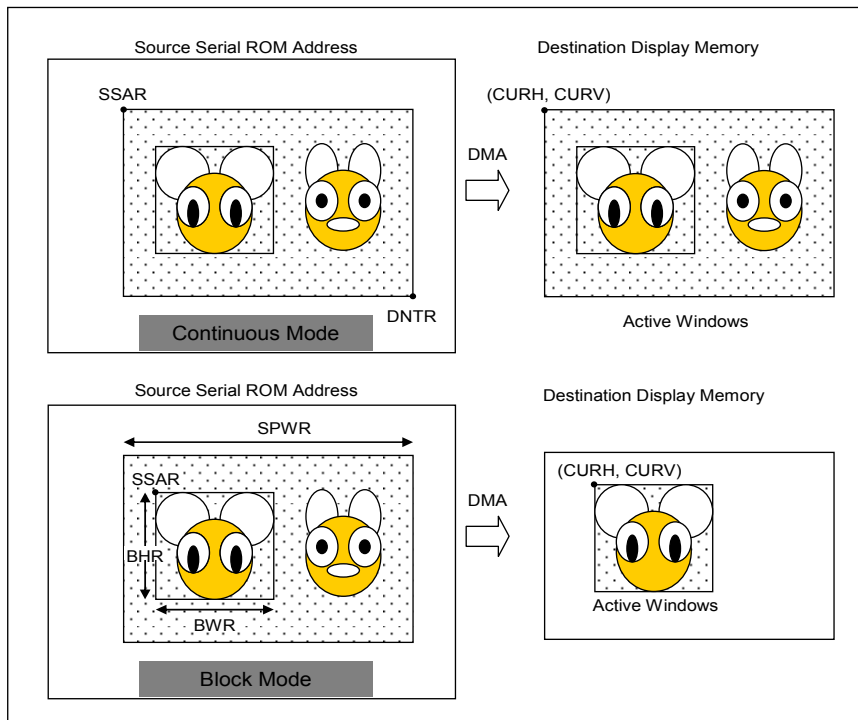 Source Serial ROM Address
Destination Display Memory
SSAR
(CURH, CURV)
DMA
DNTR
Continuous Mode
Active Windows
Source Serial ROM Address
Destination Display Memory
SPWR
SSAR
(CURH, CURV)
DMA
BHR
BWR
Active Windows
Block Mode